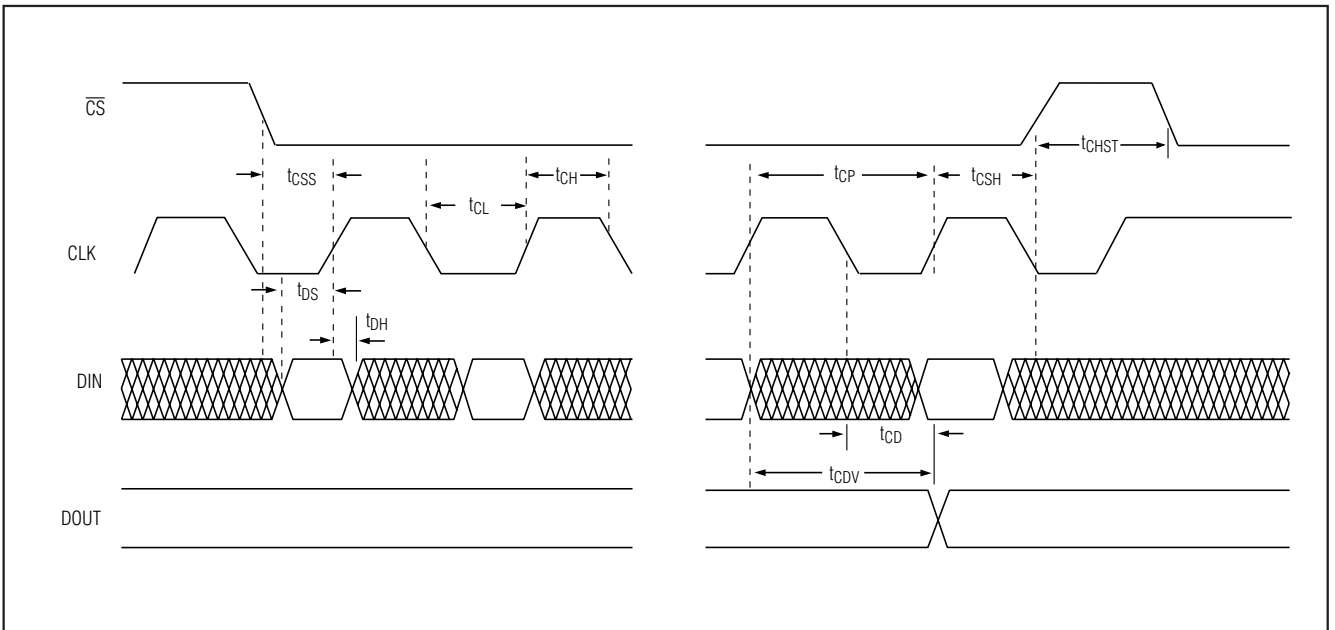 CS
tCHST
tCSS
tCH
tCP
tCSH
tCL
CLK
tDS
tDH
DIN
tCD
tCDV
DOUT